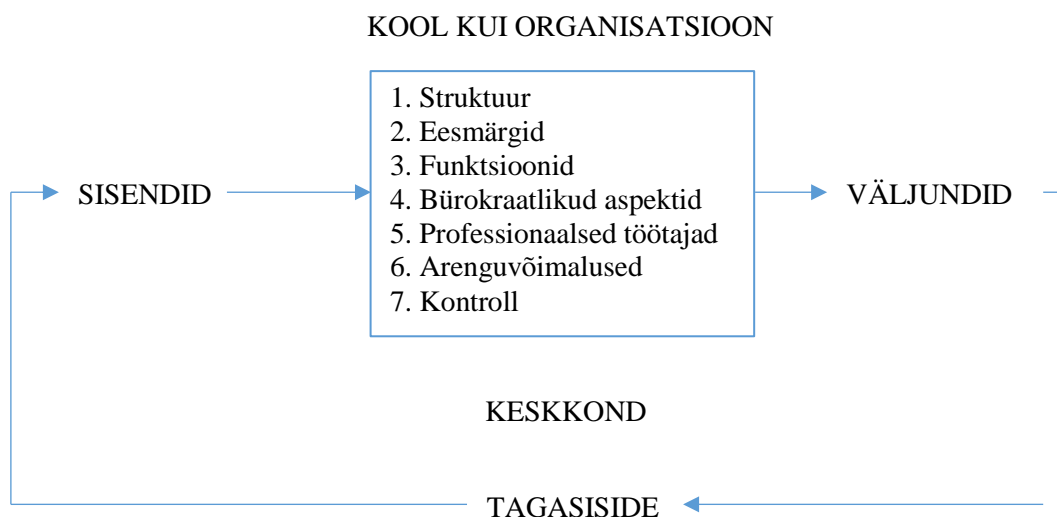 KOOL KUI ORGANISATSIOON
1. Struktuur
2. Eesmärgid
3. Funktsioonid
4. Bürokraatlikud aspektid
5. Professionaalsed töötajad
6. Arenguvõimalused
7. Kontroll
SISENDID
VÄLJUNDID
KESKKOND
TAGASISIDE